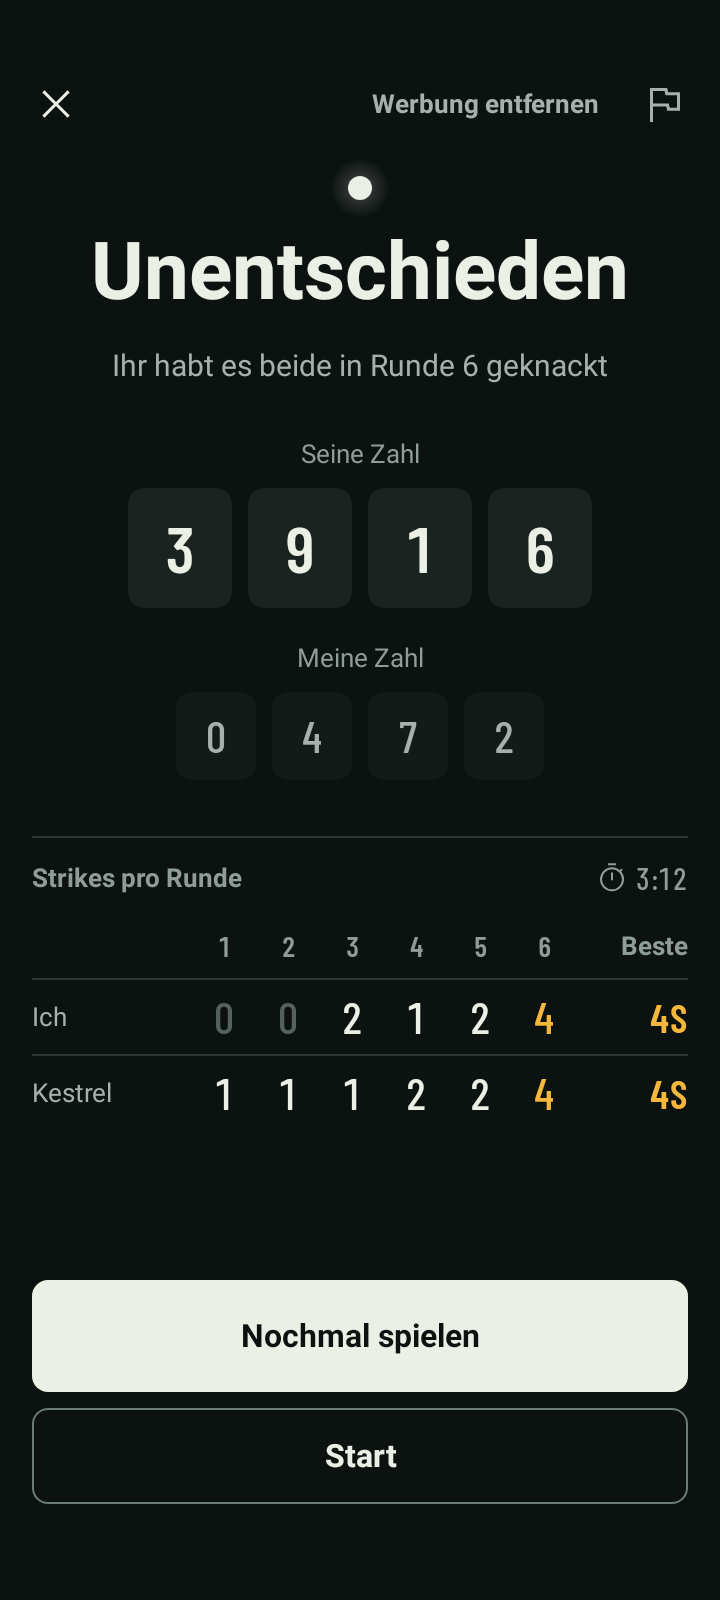 Werbung entfernen
Unentschieden
Ihr habt es beide in Runde 6 geknackt
Seine Zahl
3 9 1 6
Meine Zahl
0 4 7 2
Strikes pro Runde 3:12
1 2 3 4 5 6 Beste
Ich 0 0 2 1 2 4 4S
Kestrel 1 1 1 2 2 4 4S
Nochmal spielen
Start